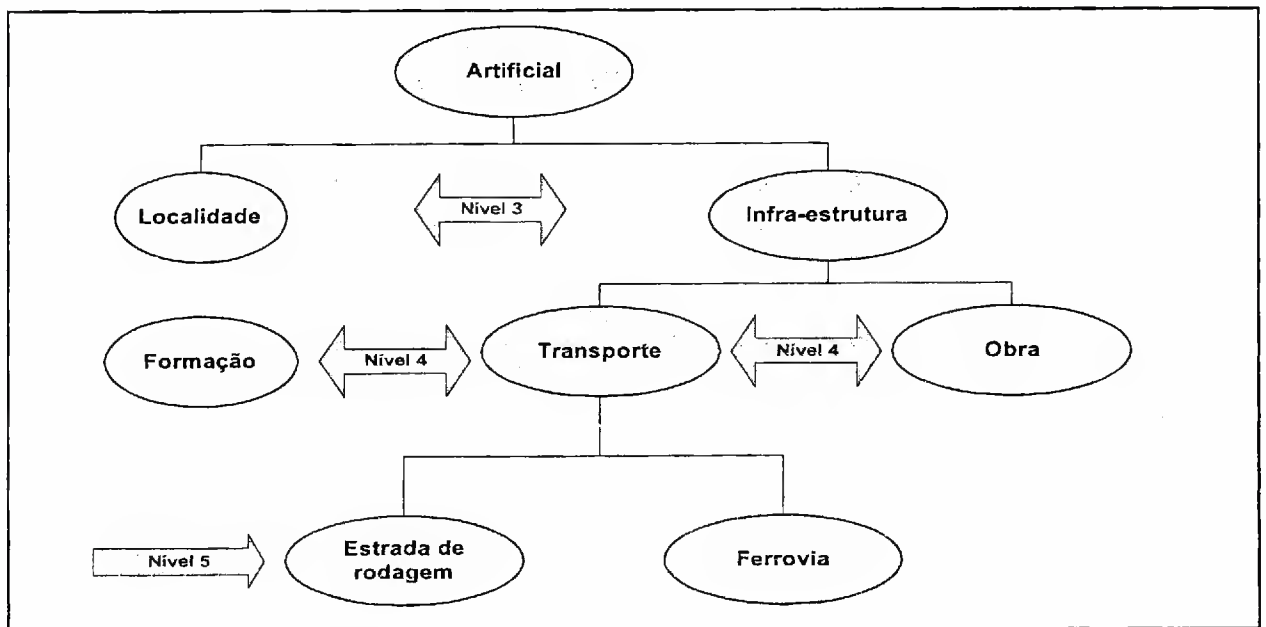 Artificial
Localidade
Nível 3
Infra-estrutura
Formação
Nível 4
Transporte
Nível 4
Obra
Nível 5
Estrada de
rodagem
Ferrovia